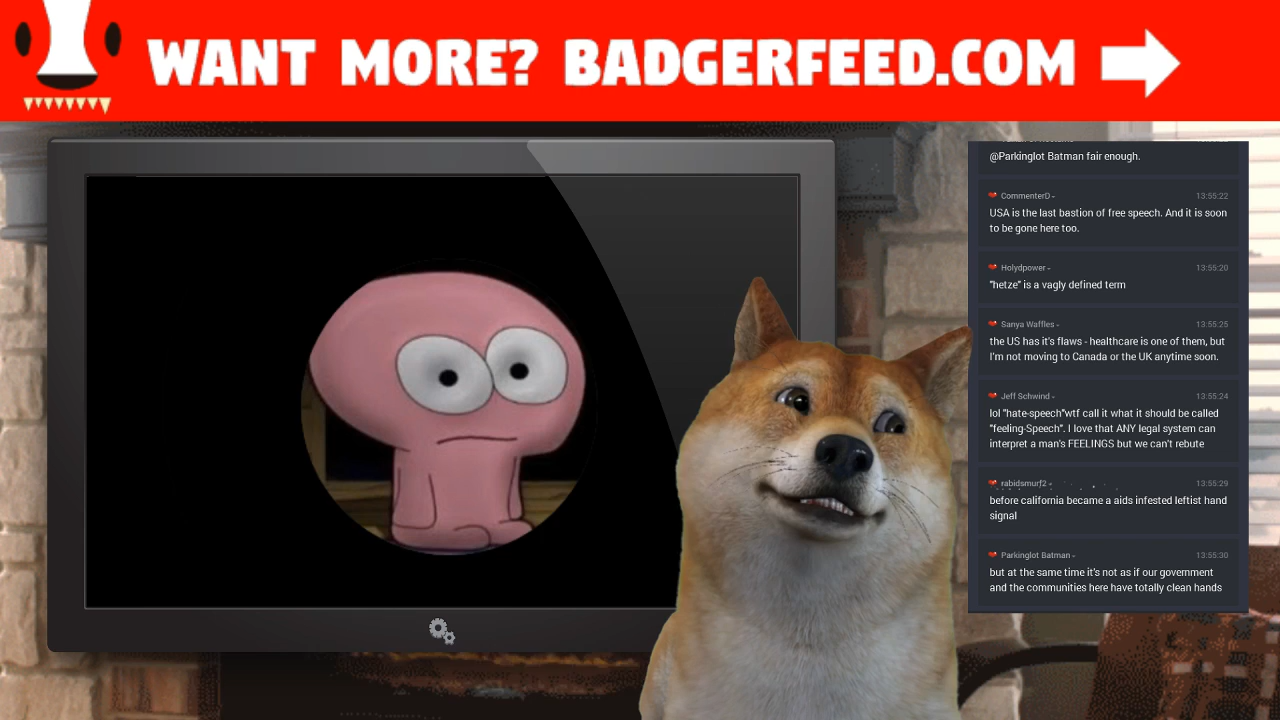 WANT MORE? BADGERFEED.COM
@Parkinglot Batman fair enough.
CommenterD - 13:55:22
USA is the last bastion of free speech. And it is soon
to be gone here too.
Holydpower - 13:55:20
"hetze" is a vagly defined term
Sanya Waffles - 13:55:25
the US has it's flaws - healthcare is one of them, but
I'm not moving to Canada or the UK anytime soon.
Jeff Schwind - 13:55:24
lol "hate-speech"wtf call it what it should be called
"feeling-Speech". I love that ANY legal system can
interpret a man's FEELINGS but we can't rebute
rabidsmurf2 - 13:55:29
before california became a aids infested leftist hand
signal
Parkinglot Batman - 13:55:30
but at the same time it's not as if our government
and the communities here have totally clean hands